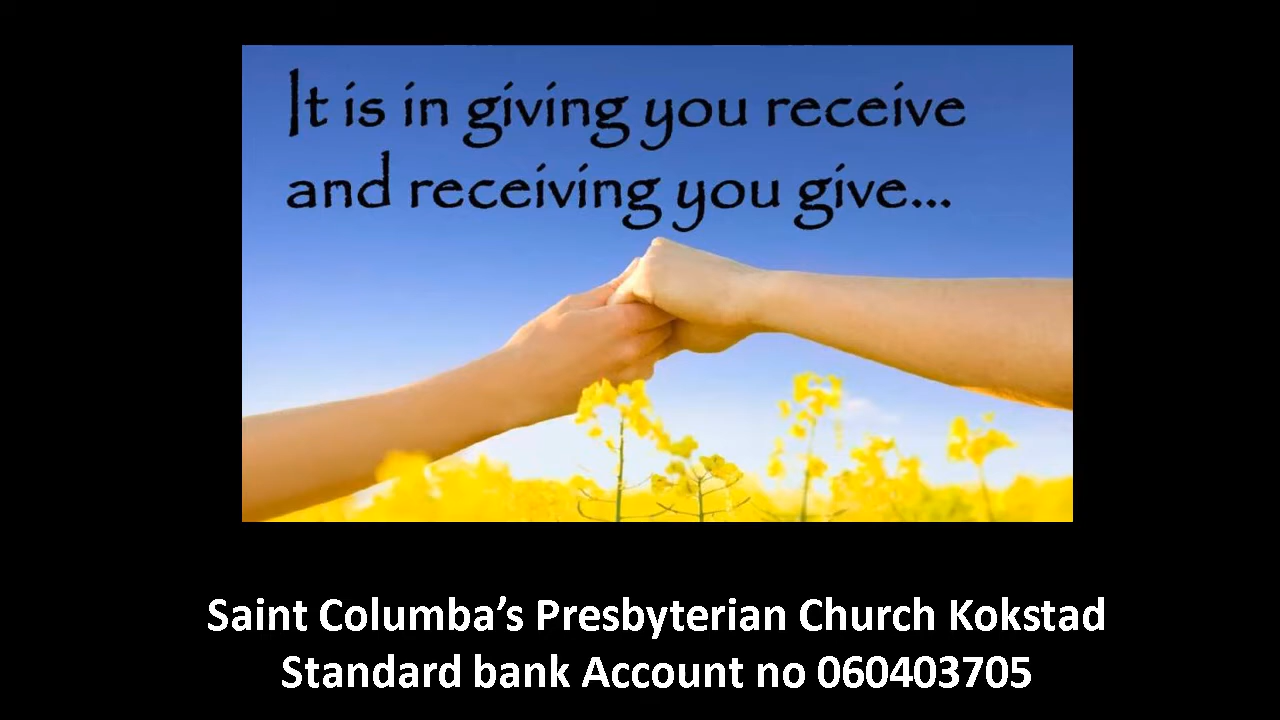 It is in giving you receive
and receiving you give...
Saint Columba’s Presbyterian Church Kokstad
Standard bank Account no 060403705